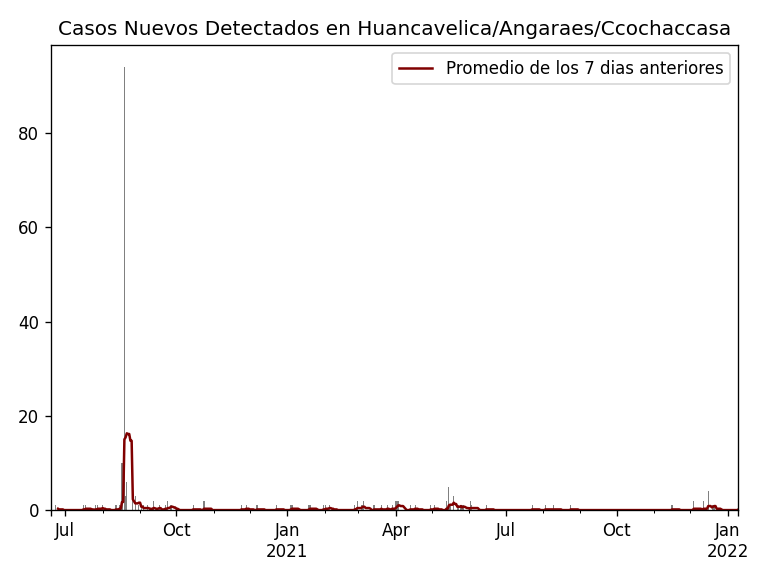 Casos Nuevos Detectados en Huancavelica/Angaraes/Ccochaccasa
Promedio de los 7 dias anteriores
80
60
40
20
0
Jul Oct Jan Apr Jul Oct Jan
2021 2022